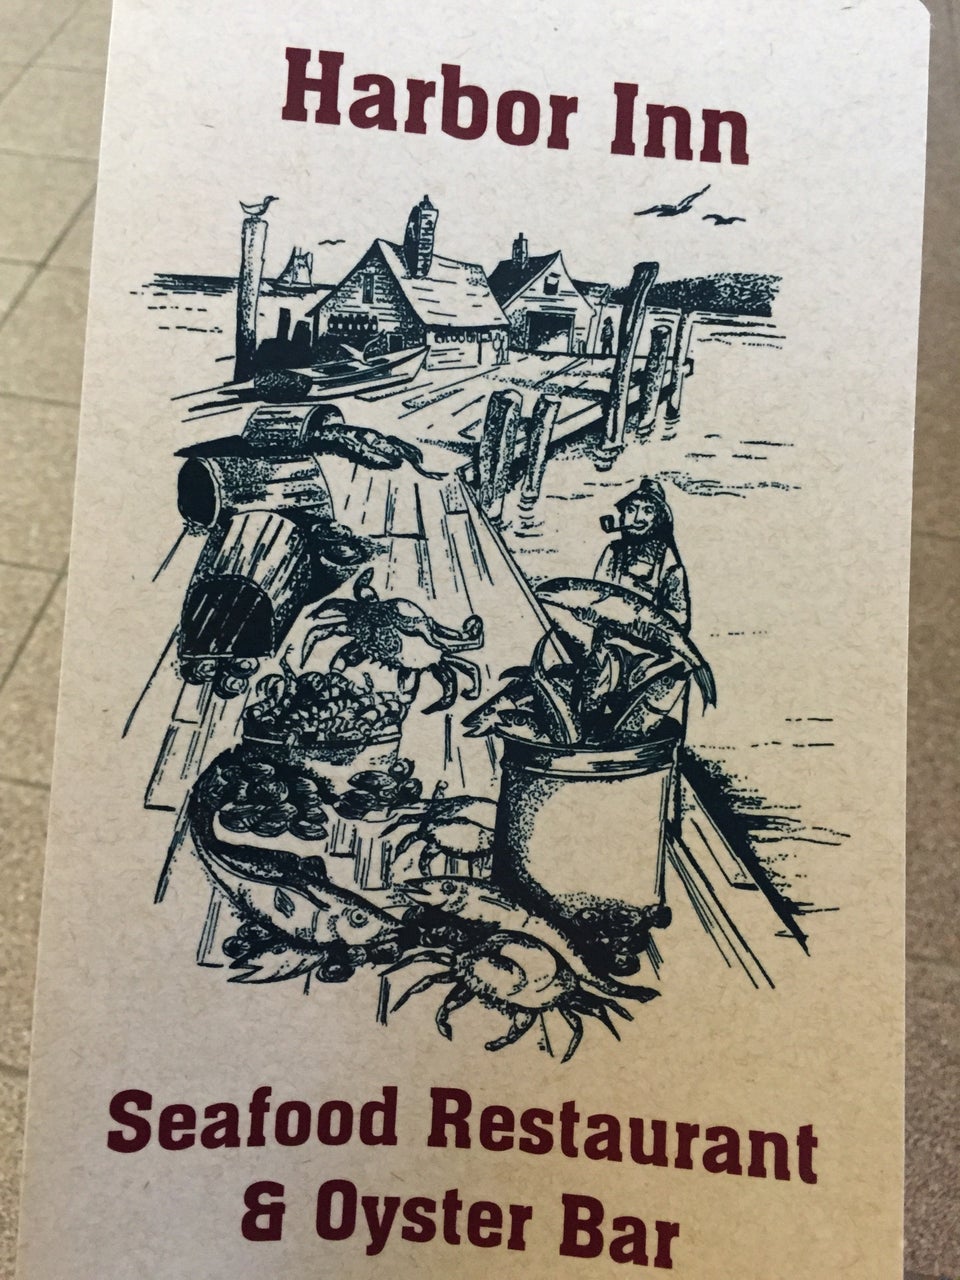 Harbor Inn
Seafood Restaurant
& Oyster Bar